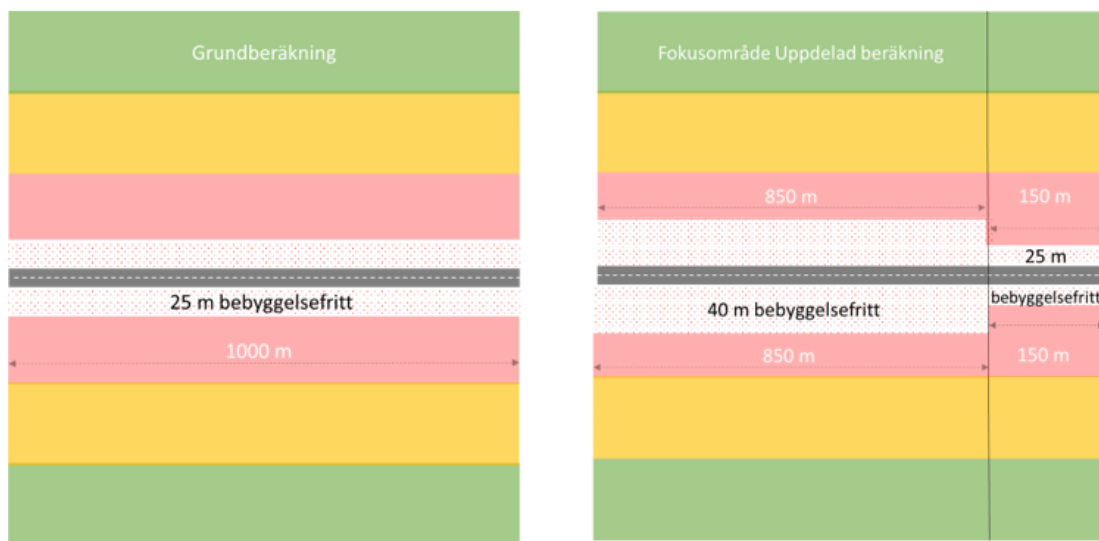 Grundberäkning
25 m bebyggelsefritt
1000 m
Fokusområde Uppdelad beräkning
850 m
150 m
25 m
bebyggelsefritt
40 m bebyggelsefritt
850 m
150 m